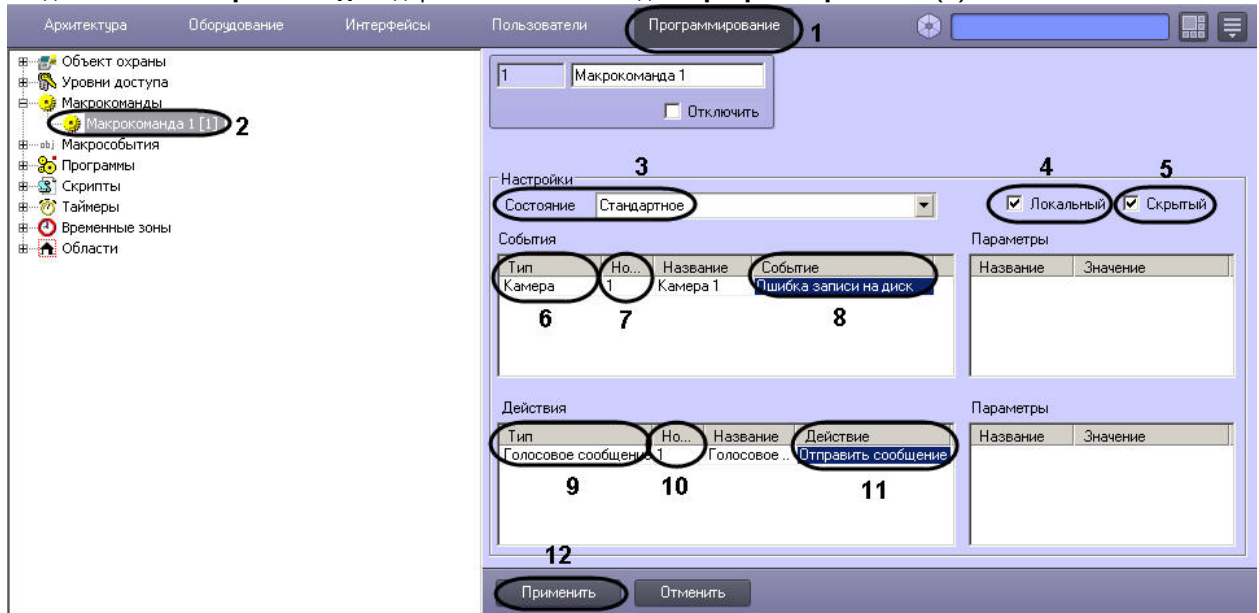 Архитектура Оборудование Интерфейсы Пользователи Программирование 1
Объект охраны
Уровни доступа
Макрокоманды
Макрокоманда 1 [1] 2
Макрособытия
Программы
Скрипты
Таймеры
Временные зоны
Области
1 Макрокоманда 1
Отключить
3 4 5
Настройки
Состояние Стандартное Локальный Скрытый
События Параметры
Тип Но... Название Событие Название Значение
Камера 1 Камера 1 Ошибка записи на диск
6 7 8
Действия Параметры
Тип Но... Название Действие Название Значение
Голосовое сообщение 1 Голосовое .. Отправить сообщение
9 10 11
12
Применить Отменить